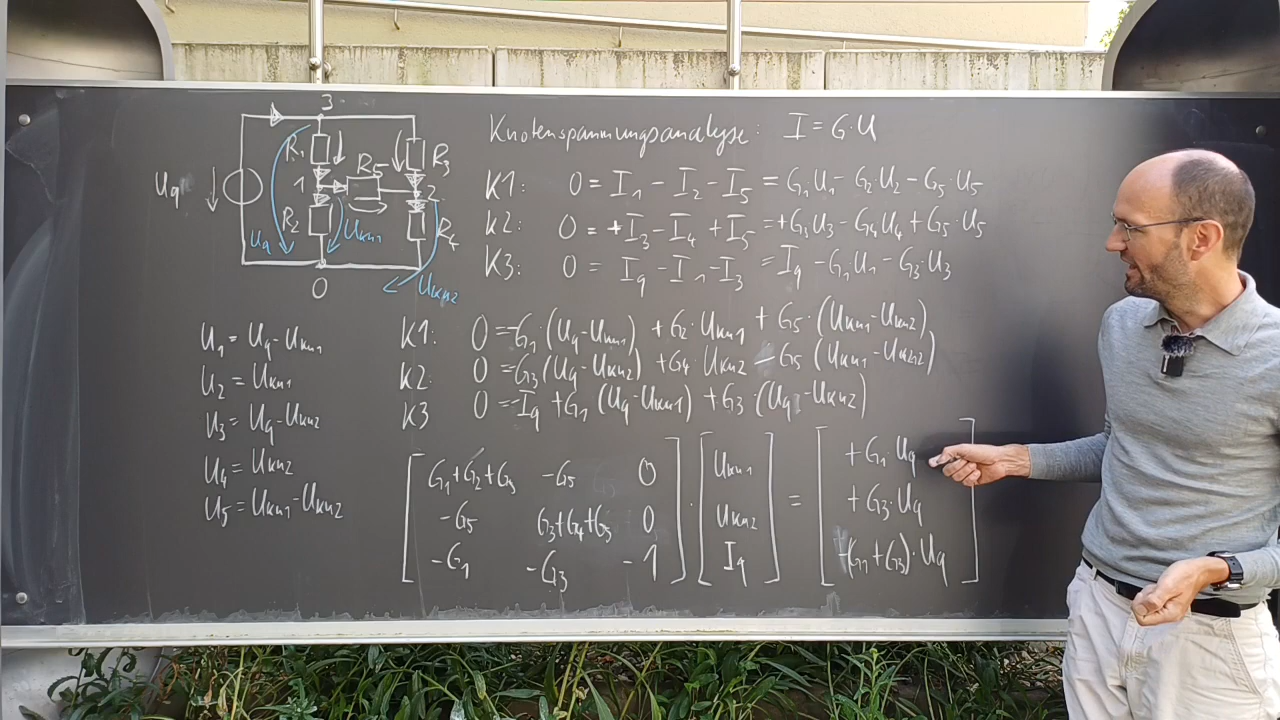 Knotenspannungsanalyse: I = G·U
3
R₁
R₅
R₃
1
2
Uq
R₂
R₄
Uq
Ukn1
Ukn2
0
K1: 0 = I₁ - I₂ - I₅ = G₁U₁ - G₂U₂ - G₅·U₅
K2: 0 = +I₃ - I₄ + I₅ = +G₃U₃ - G₄U₄ + G₅·U₅
K3: 0 = Iq - I₁ - I₃ = Iq - G₁U₁ - G₃U₃
U₁ = Uq - Ukn1
U₂ = Ukn1
U₃ = Uq - Ukn2
U₄ = Ukn2
U₅ = Ukn1 - Ukn2
K1: 0 = -G₁·(Uq - Ukn1) + G₂·Ukn1 + G₅·(Ukn1 - Ukn2)
K2: 0 = -G₃(Uq - Ukn2) + G₄ Ukn2 - G₅(Ukn1 - Ukn2)
K3 0 = -Iq + G₁(Uq - Ukn1) + G₃·(Uq - Ukn2)
[G₁+G₂+G₅ -G₅ 0] [Ukn1] [+G₁·Uq]
[-G₅ G₃+G₄+G₅ 0] · [Ukn2] = [+G₃·Uq]
[-G₁ -G₃ -1] [Iq] [-(G₁+G₃)·Uq]